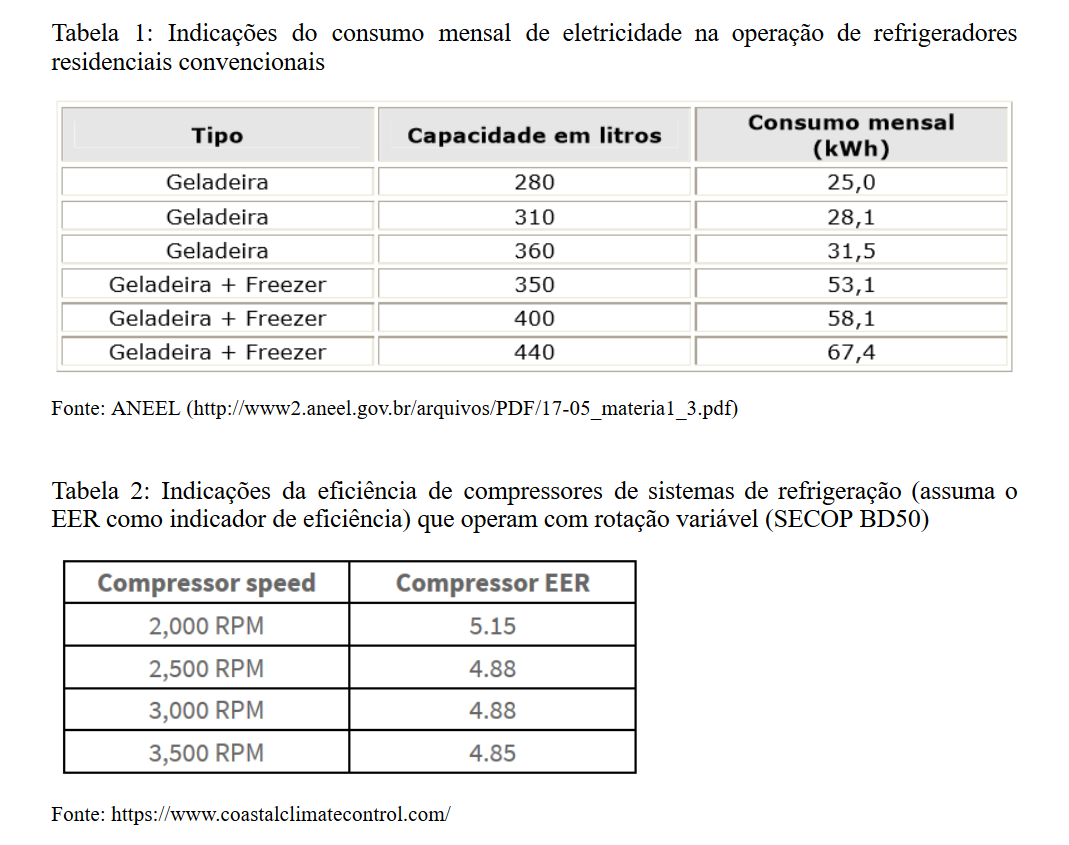 Tabela 1: Indicações do consumo mensal de eletricidade na operação de refrigeradores
residenciais convencionais
Tipo Capacidade em litros Consumo mensal (kWh)
Geladeira 280 25,0
Geladeira 310 28,1
Geladeira 360 31,5
Geladeira + Freezer 350 53,1
Geladeira + Freezer 400 58,1
Geladeira + Freezer 440 67,4
Fonte: ANEEL (http://www2.aneel.gov.br/arquivos/PDF/17-05_materia1_3.pdf)
Tabela 2: Indicações da eficiência de compressores de sistemas de refrigeração (assuma o
EER como indicador de eficiência) que operam com rotação variável (SECOP BD50)
Compressor speed Compressor EER
2,000 RPM 5.15
2,500 RPM 4.88
3,000 RPM 4.88
3,500 RPM 4.85
Fonte: https://www.coastalclimatecontrol.com/